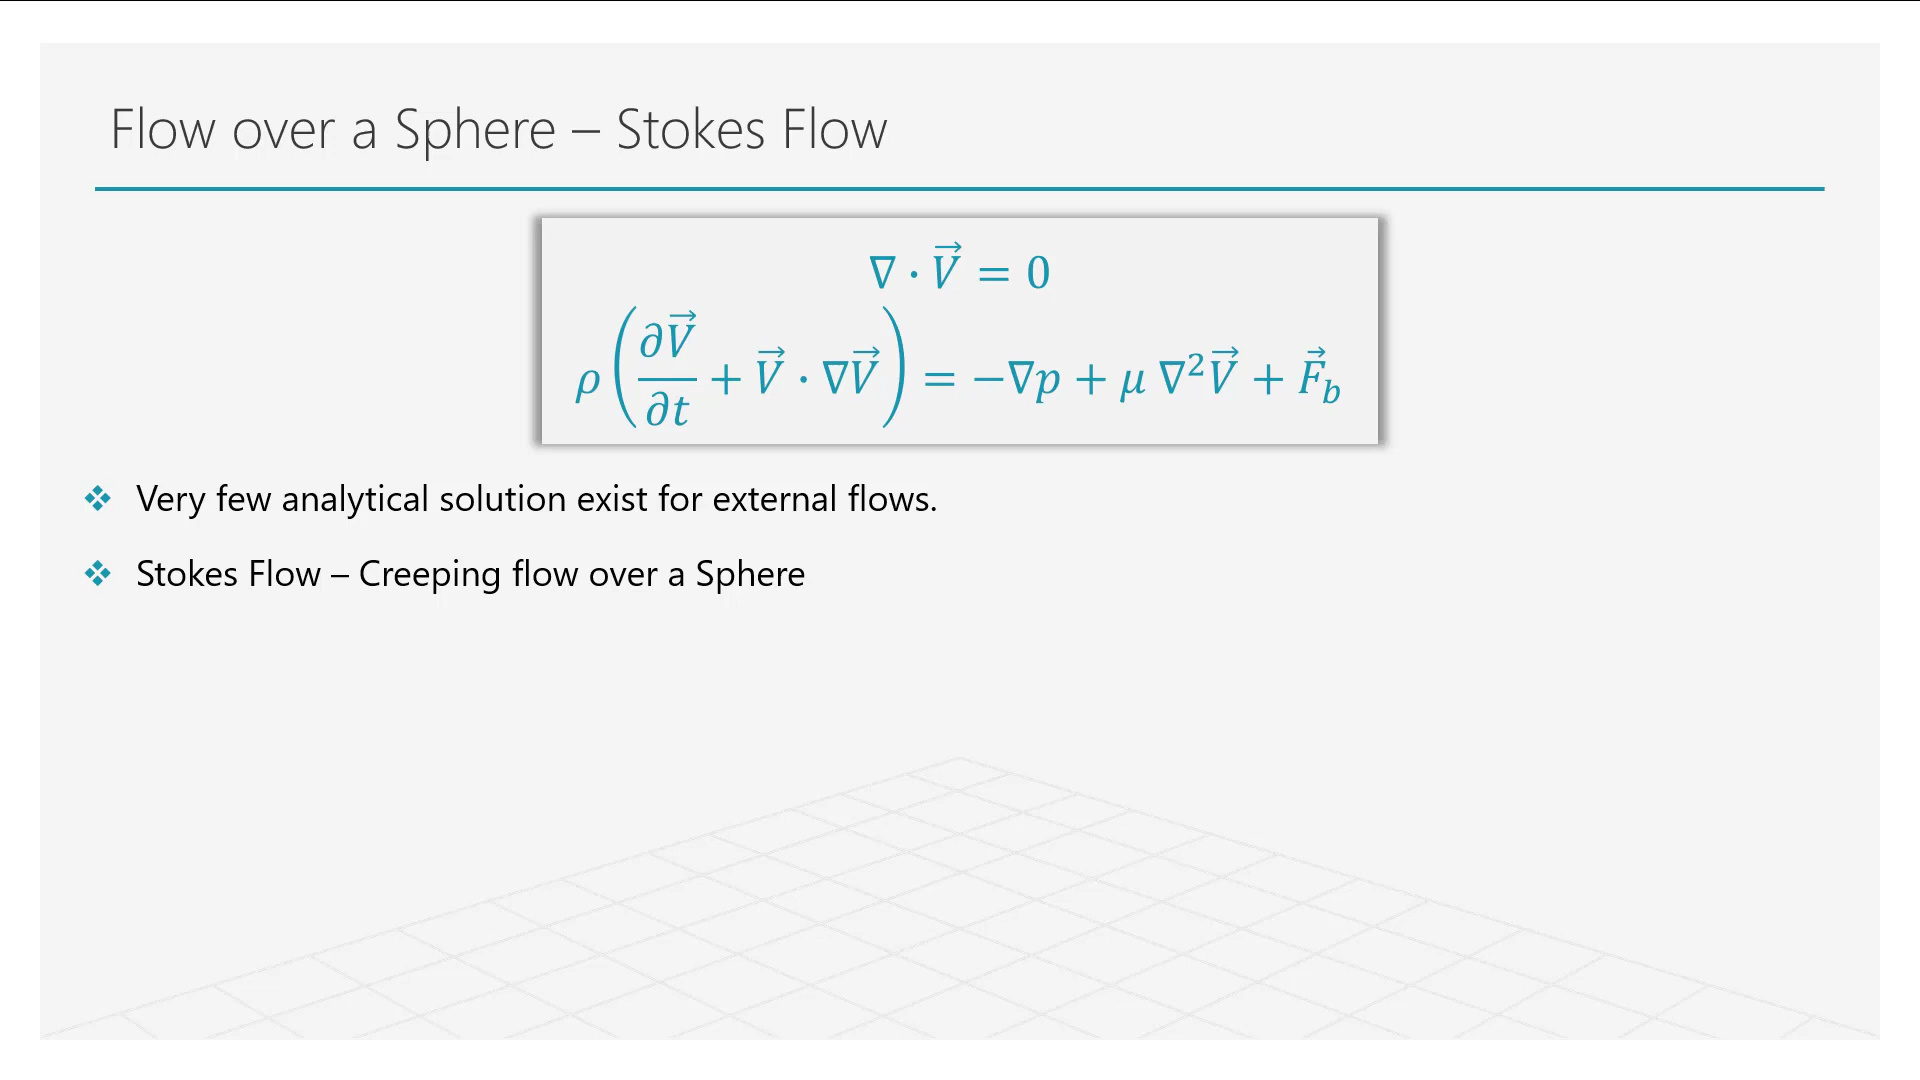 Flow over a Sphere – Stokes Flow
∇ · V⃗ = 0
ρ(∂V⃗/∂t + V⃗ · ∇V⃗) = −∇p + μ ∇²V⃗ + F⃗_b
❖ Very few analytical solution exist for external flows.
❖ Stokes Flow – Creeping flow over a Sphere